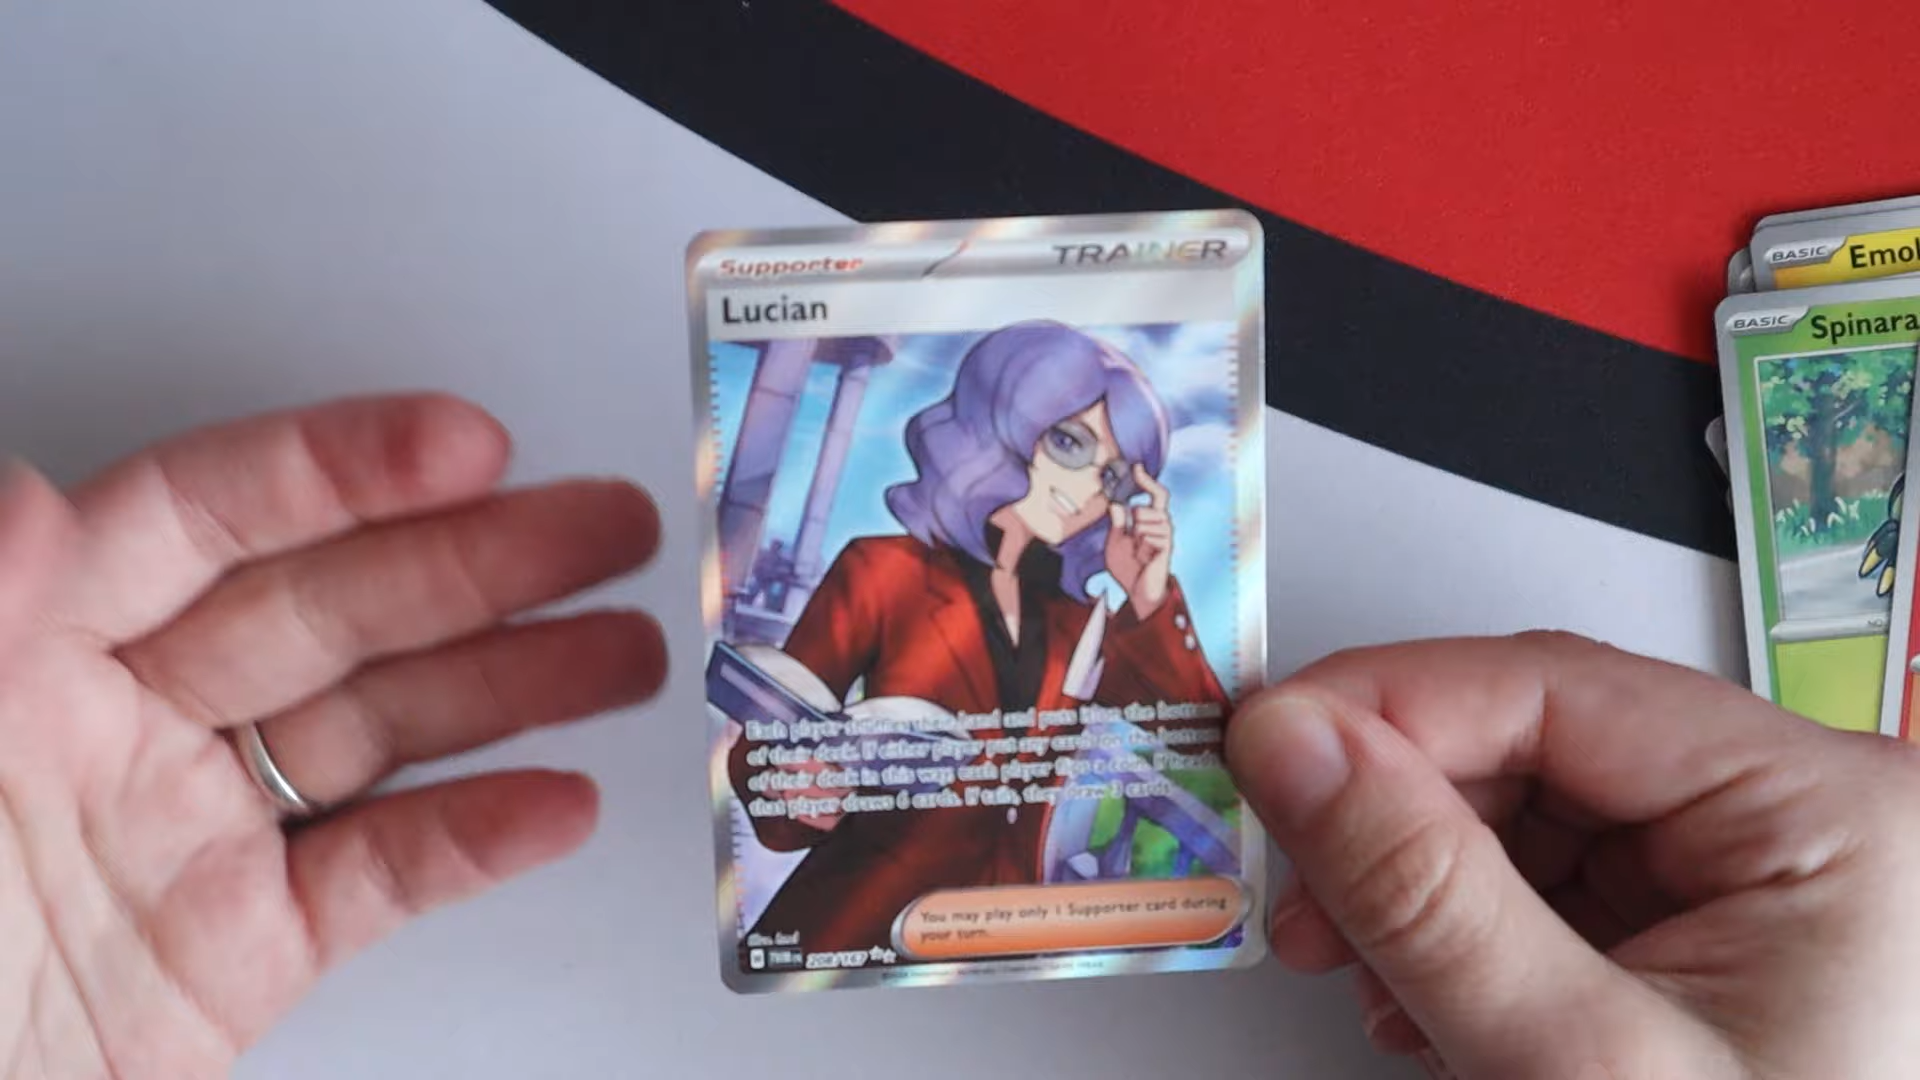 Supporter
TRAINER
Lucian
Each player shuffles their hand and puts it on the bottom
of their deck. If either player put any cards on the bottom
of their deck in this way, each player flips a coin. If heads,
that player draws 6 cards. If tails, they draw 3 cards.
You may play only 1 Supporter card during
your turn.
208/167
BASIC
Emol
BASIC
Spinara
NO